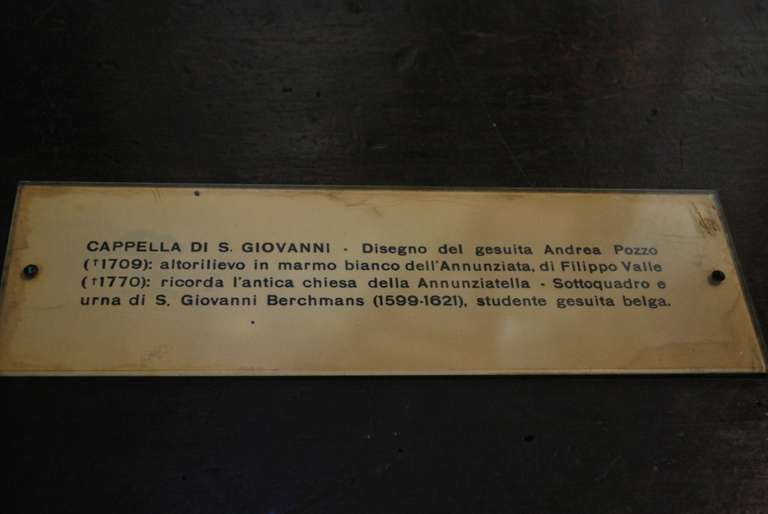 CAPPELLA DI S. GIOVANNI - Disegno del gesuita Andrea Pozzo
(†1709): altorilievo in marmo bianco dell'Annunziata, di Filippo Valle
(†1770): ricorda l'antica chiesa della Annunziatella - Sottoquadro e
urna di S. Giovanni Berchmans (1599-1621), studente gesuita belga.